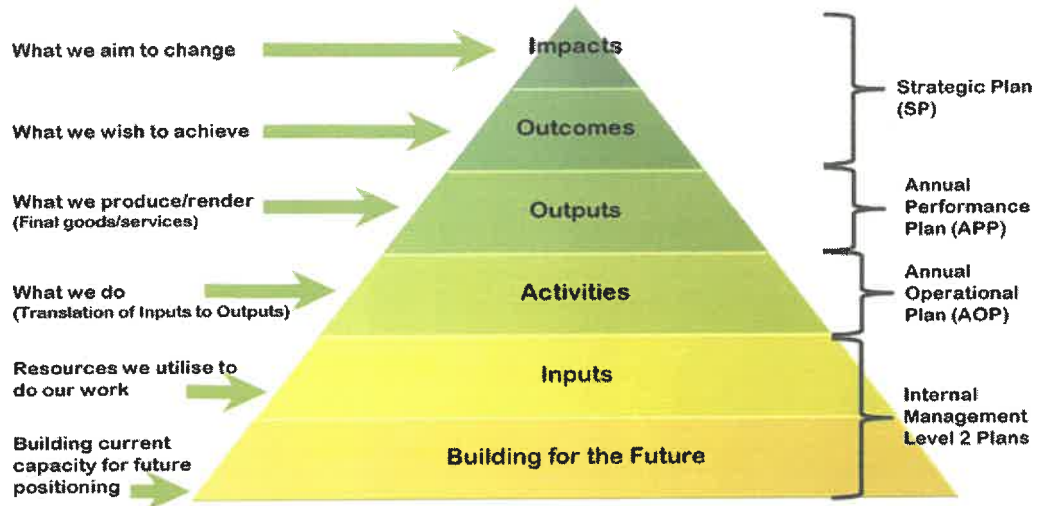 What we aim to change
Impacts
Strategic Plan
(SP)
What we wish to achieve
Outcomes
What we produce/render
(Final goods/services)
Outputs
Annual
Performance
Plan (APP)
What we do
(Translation of Inputs to Outputs)
Activities
Annual
Operational
Plan (AOP)
Resources we utilise to
do our work
Inputs
Internal
Management
Level 2 Plans
Building current
capacity for future
positioning
Building for the Future